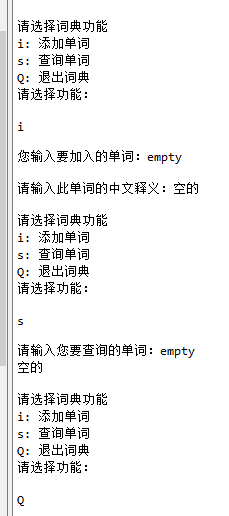 请选择词典功能
i: 添加单词
s: 查询单词
Q: 退出词典
请选择功能:
i
您输入要加入的单词: empty
请输入此单词的中文释义: 空的
请选择词典功能
i: 添加单词
s: 查询单词
Q: 退出词典
请选择功能:
s
请输入您要查询的单词: empty
空的
请选择词典功能
i: 添加单词
s: 查询单词
Q: 退出词典
请选择功能:
Q